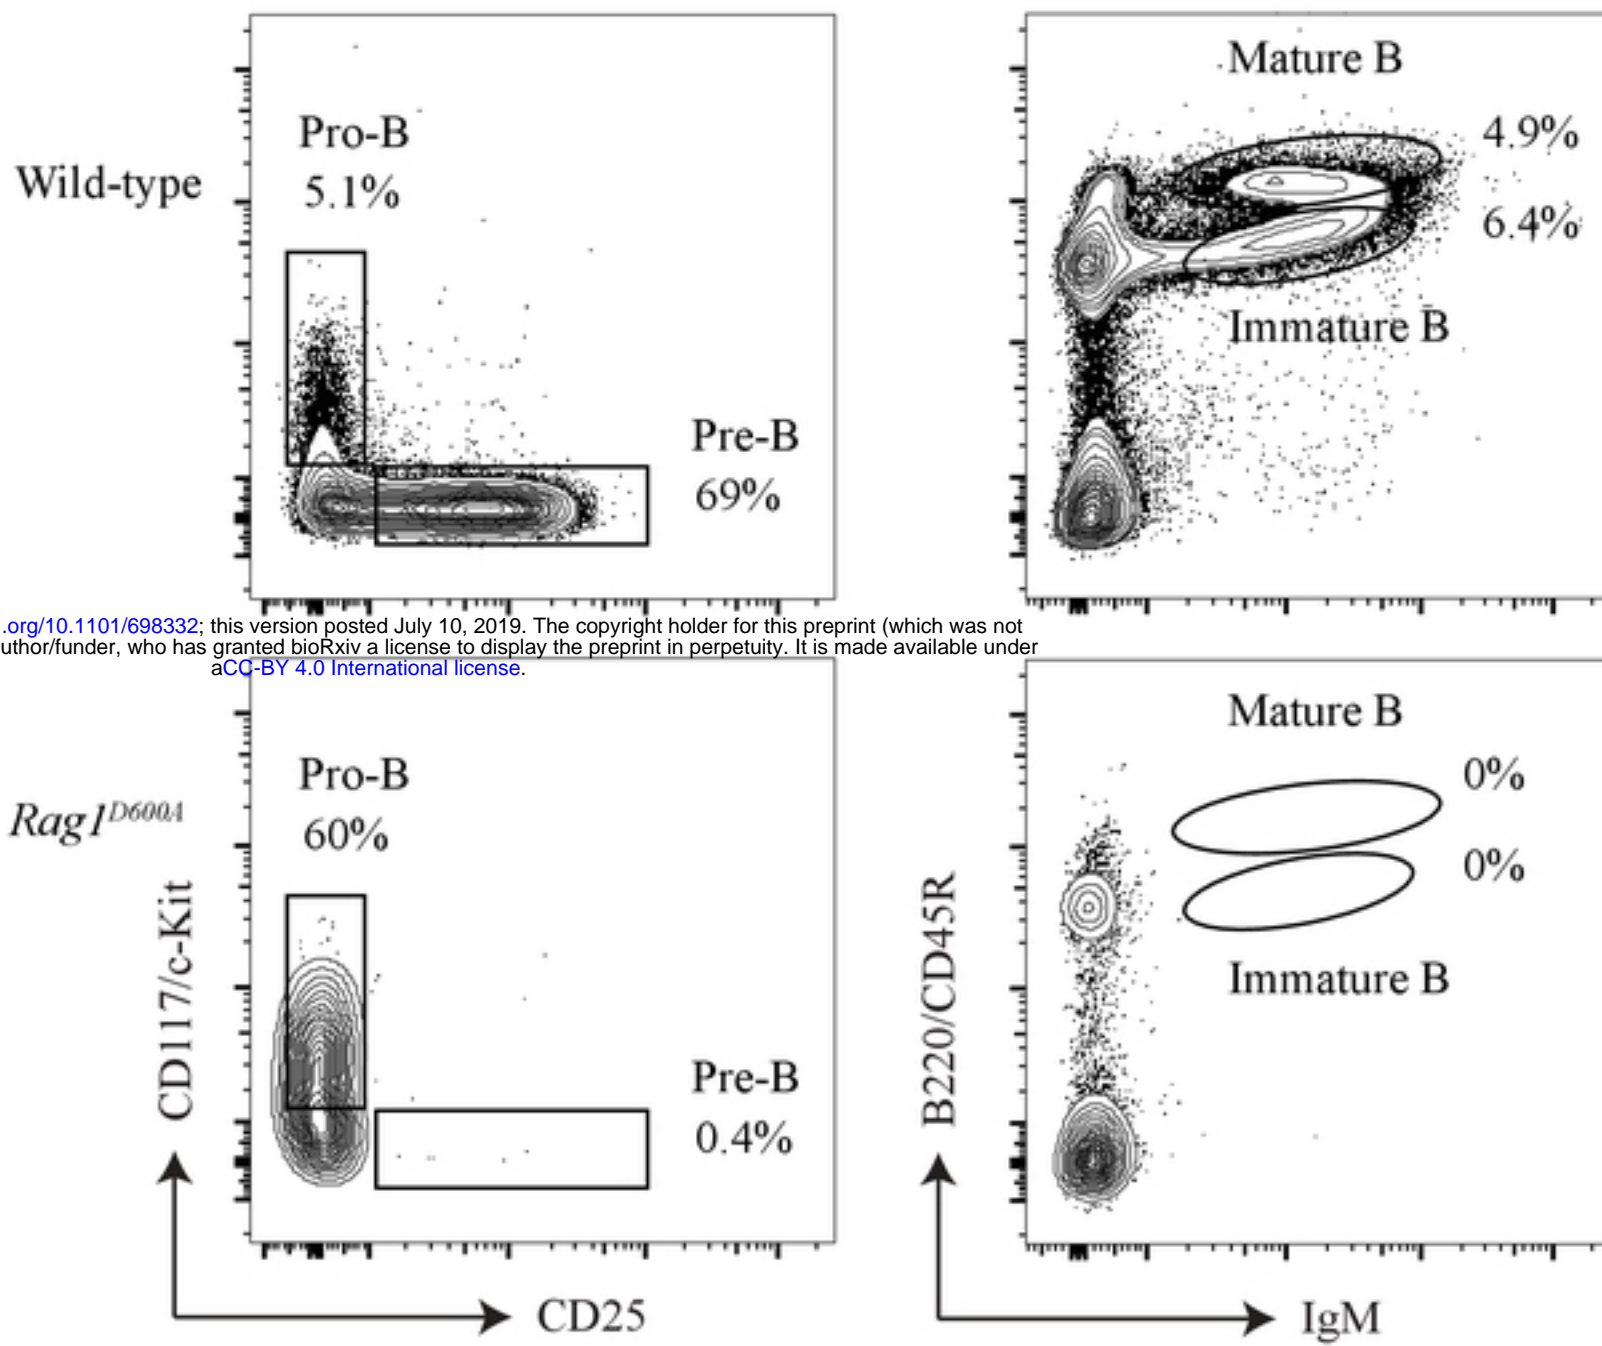 Mature B
Pro-B
5.1%
4.9%
Wild-type
6.4%
Immature B
Pre-B
69%
.org/10.1101/698332; this version posted July 10, 2019. The copyright holder for this preprint (which was not
uthor/funder, who has granted bioRxiv a license to display the preprint in perpetuity. It is made available under
aCC-BY 4.0 International license.
Mature B
Pro-B
60%
0%
Rag1D600A
0%
CD117/c-Kit
B220/CD45R
Immature B
Pre-B
0.4%
CD25
IgM